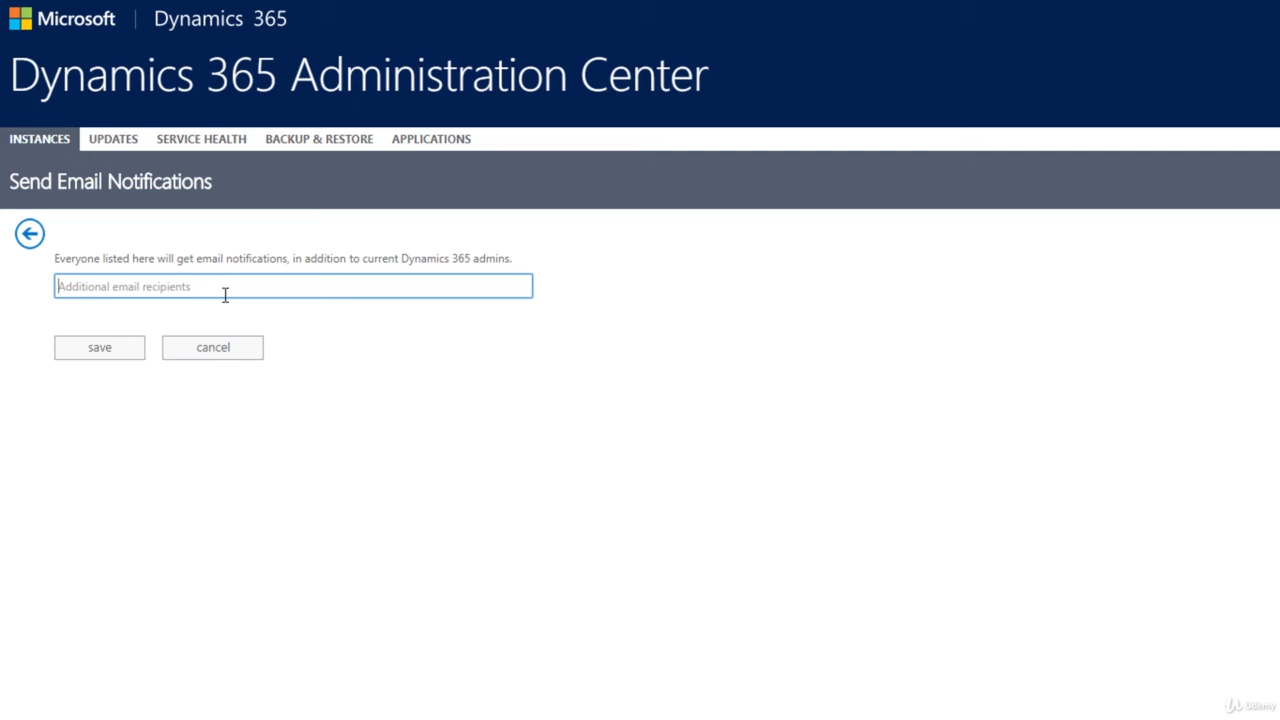 Microsoft | Dynamics 365
Dynamics 365 Administration Center
INSTANCES UPDATES SERVICE HEALTH BACKUP & RESTORE APPLICATIONS
Send Email Notifications
Everyone listed here will get email notifications, in addition to current Dynamics 365 admins.
Additional email recipients
save cancel
Udemy